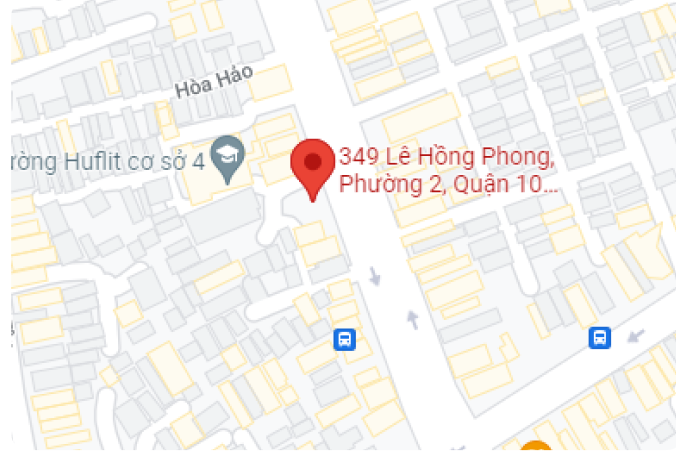 Hòa Hảo
ường Huflit cơ sở 4
349 Lê Hồng Phong,
Phường 2, Quận 10...